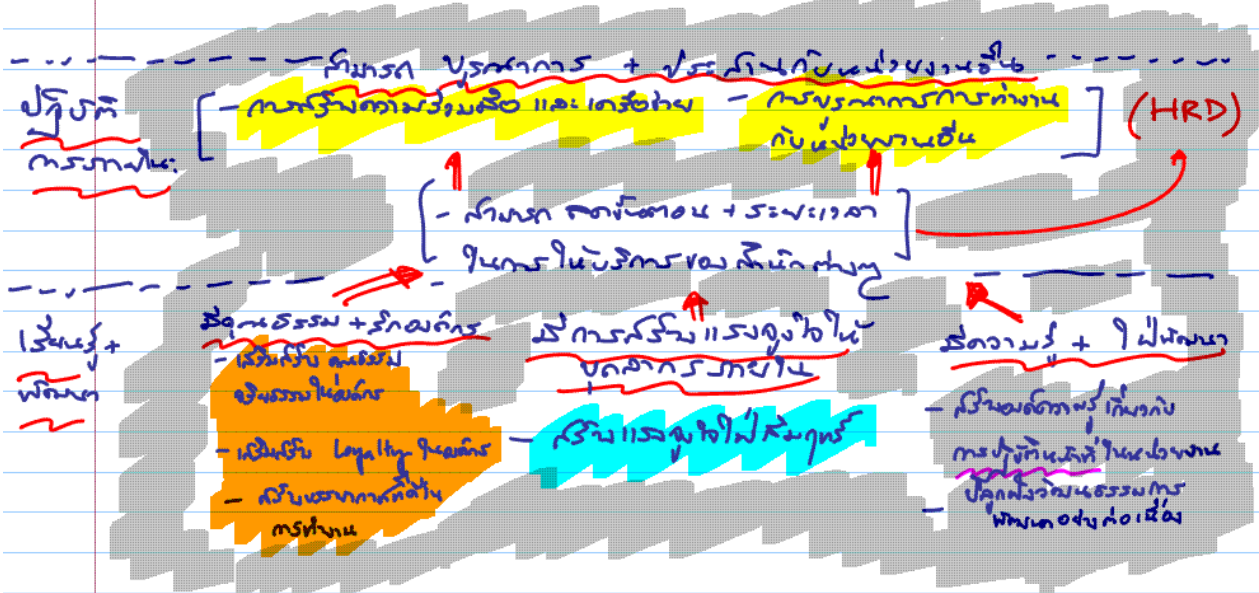 สามารถ บูรณาการ + ประสานกับหน่วยงานอื่น
ปฏิบัติ
การภายใน:
- การสร้างความร่วมมือ และเครือข่าย
- การบูรณาการการทำงาน
กับหน่วยงานอื่น
(HRD)
- สามารถ ลดขั้นตอน + ระยะเวลา
ในการให้บริการของสำนักต่างๆ
เรียนรู้ +
พัฒนา
มีคุณธรรม + รักองค์กร
- เสริมสร้าง คุณธรรม
จริยธรรมในองค์กร
- เสริมสร้าง Loyalty ในองค์กร
- สร้างบรรยากาศที่ดีใน
การทำงาน
มีการสร้างแรงจูงใจให้
บุคลากรภายใน
- สร้างแรงจูงใจใฝ่สัมฤทธิ์
มีความรู้ + ใฝ่พัฒนา
- สร้างองค์ความรู้เกี่ยวกับ
การปฏิบัติหน้าที่ในหน่วยงาน
- ปลูกฝังวัฒนธรรมการ
พัฒนาอย่างต่อเนื่อง